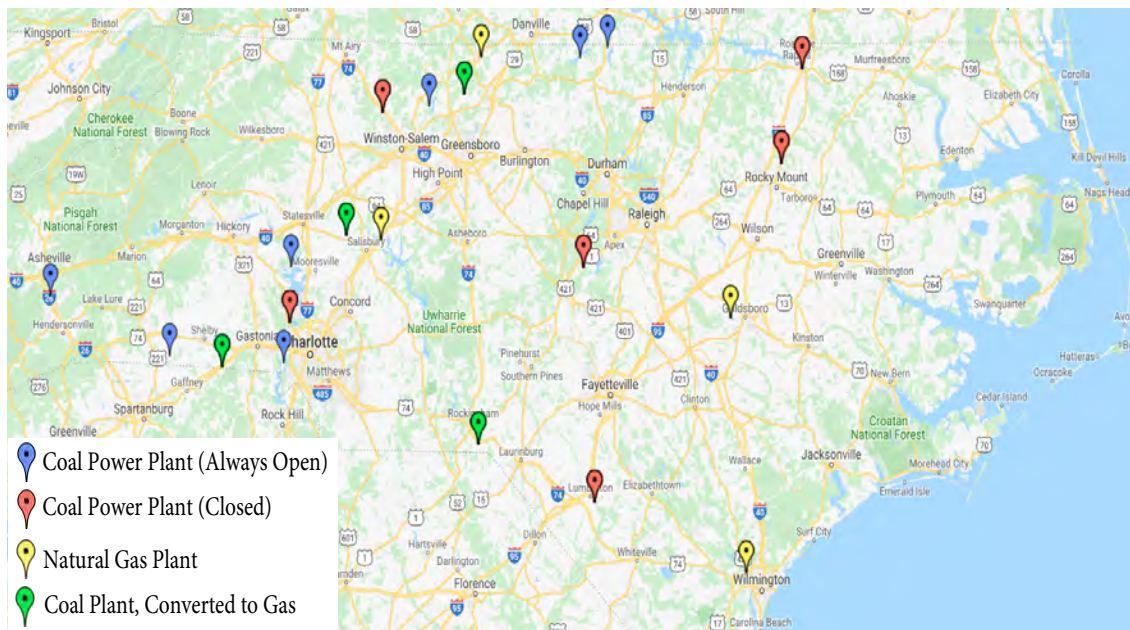 Kingsport
Bristol
Danville
South Hill
Mt Airy
Murfreesboro
Corolla
Johnson City
Boone
Henderson
Ahoskie
Elizabeth City
Cherokee
National Forest
Blowing Rock
Wilkesboro
Winston-Salem
Greensboro
Burlington
Durham
Edenton
Kill Devil Hills
High Point
Rocky Mount
Nags Head
Lenoir
Chapel Hill
Tarboro
Plymouth
Pisgah
National Forest
Morganton
Hickory
Statesville
Raleigh
Salisbury
Asheboro
Apex
Wilson
Greenville
Asheville
Marion
Mooresville
Winterville
Washington
Lake Lure
Concord
Swanquarter
Hendersonville
Shelby
Uwharrie
National Forest
Goldsboro
Kinston
Hatteras
Charlotte
Pinehurst
Ocracoke
Gaffney
Matthews
Southern Pines
Fayetteville
New Bern
Spartanburg
Rock Hill
Hope Mills
Clinton
Cedar Island
Greenville
Rockingham
Croatan
National Forest
Laurinburg
Wallace
Jacksonville
Morehead City
Elizabethtown
Emerald Isle
Surf City
Hartsville
Dillon
Whiteville
Darlington
Florence
Wilmington
Carolina Beach
Coal Power Plant (Always Open)
Coal Power Plant (Closed)
Natural Gas Plant
Coal Plant, Converted to Gas